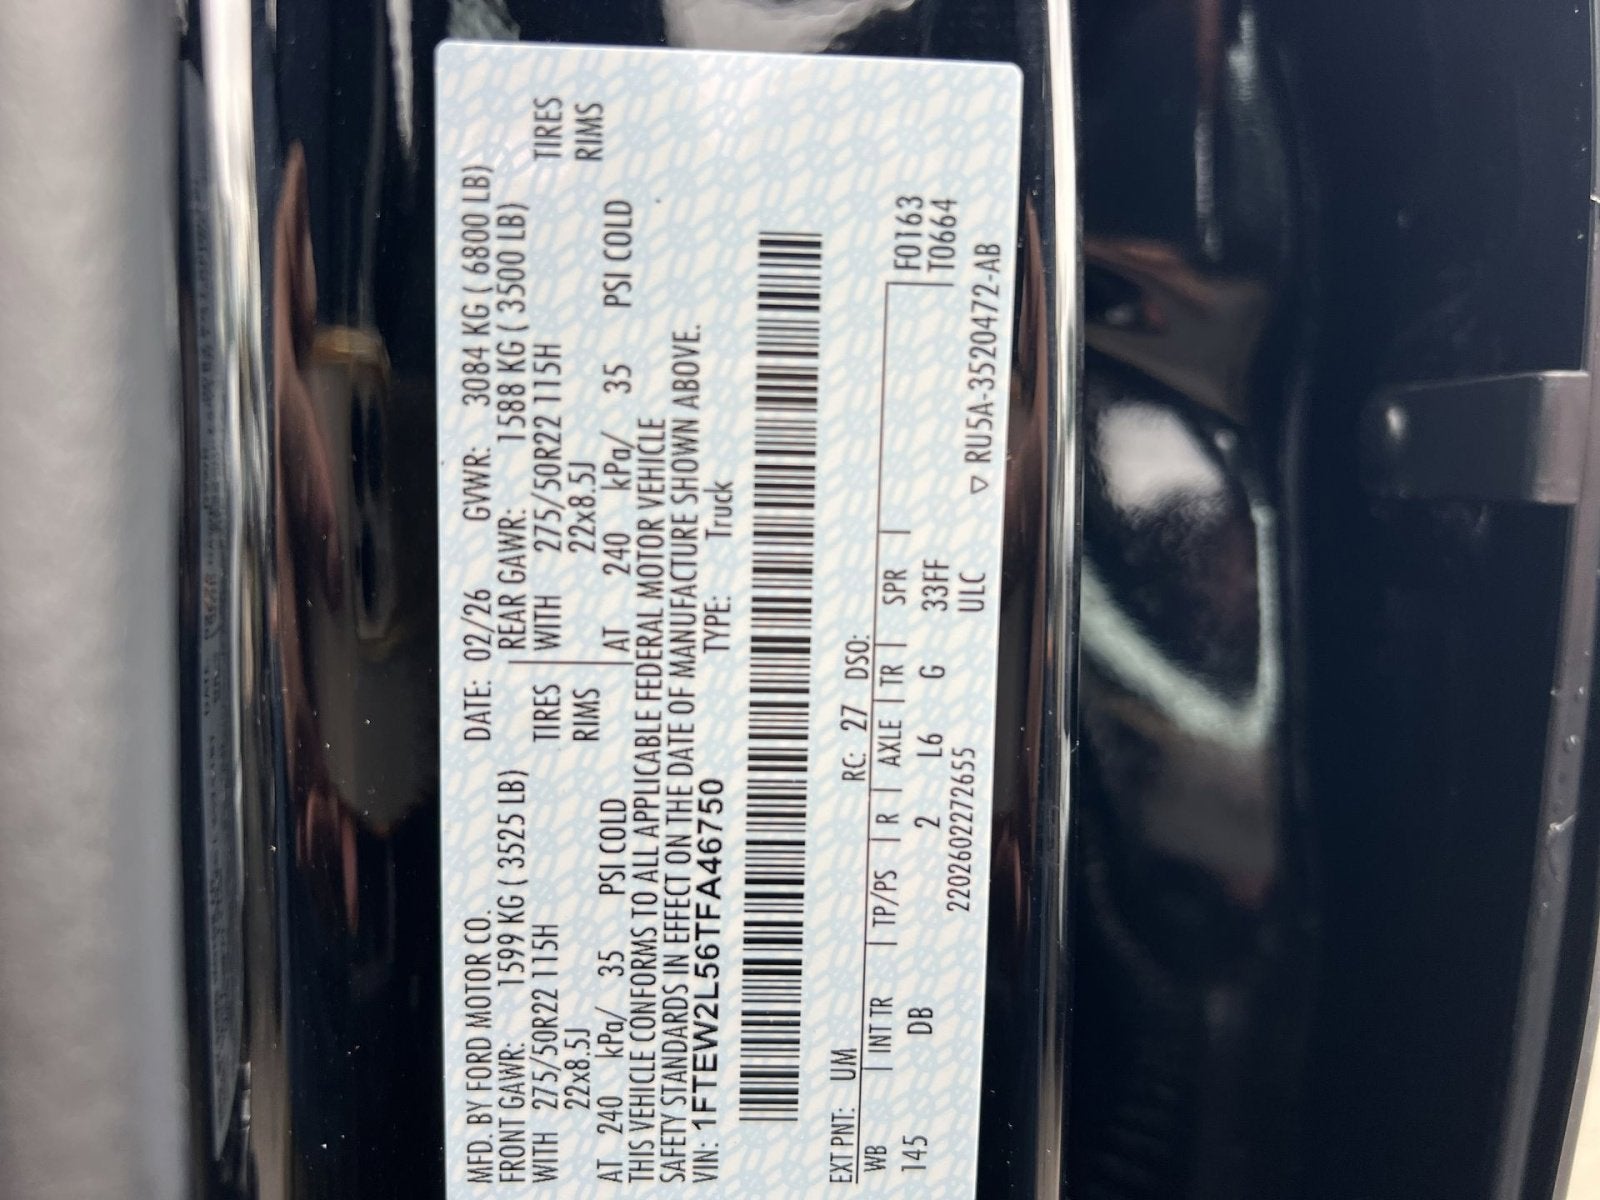 MFD. BY FORD MOTOR CO. DATE: 02/26 GVWR: 3084 KG ( 6800 LB)
FRONT GAWR: 1599 KG ( 3525 LB) REAR GAWR: 1588 KG ( 3500 LB)
WITH 275/50R22 115H TIRES WITH 275/50R22 115H TIRES
22x8.5J RIMS 22x8.5J RIMS
AT 240 kPa/ 35 PSI COLD AT 240 kPa/ 35 PSI COLD
THIS VEHICLE CONFORMS TO ALL APPLICABLE FEDERAL MOTOR VEHICLE
SAFETY STANDARDS IN EFFECT ON THE DATE OF MANUFACTURE SHOWN ABOVE.
VIN: 1FTEW2L56TFA46750 TYPE: Truck
EXT PNT: UM RC: 27 DSO:
WB INT TR TP/PS R AXLE TR SPR F0163
145 DB 2 L6 G 33FF T0664
2202602272655 ULC ▽ RU5A-3520472-AB